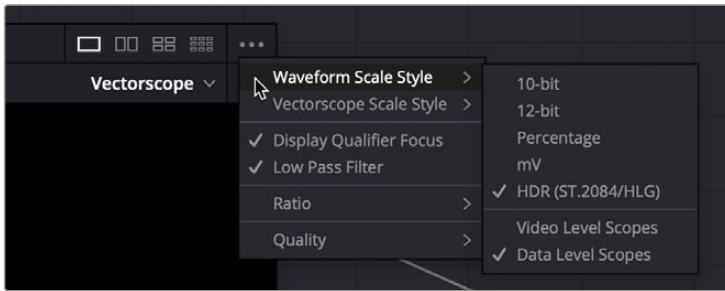 Vectorscope
Waveform Scale Style
Vectorscope Scale Style
Display Qualifier Focus
Low Pass Filter
Ratio
Quality
10-bit
12-bit
Percentage
mV
HDR (ST.2084/HLG)
Video Level Scopes
Data Level Scopes